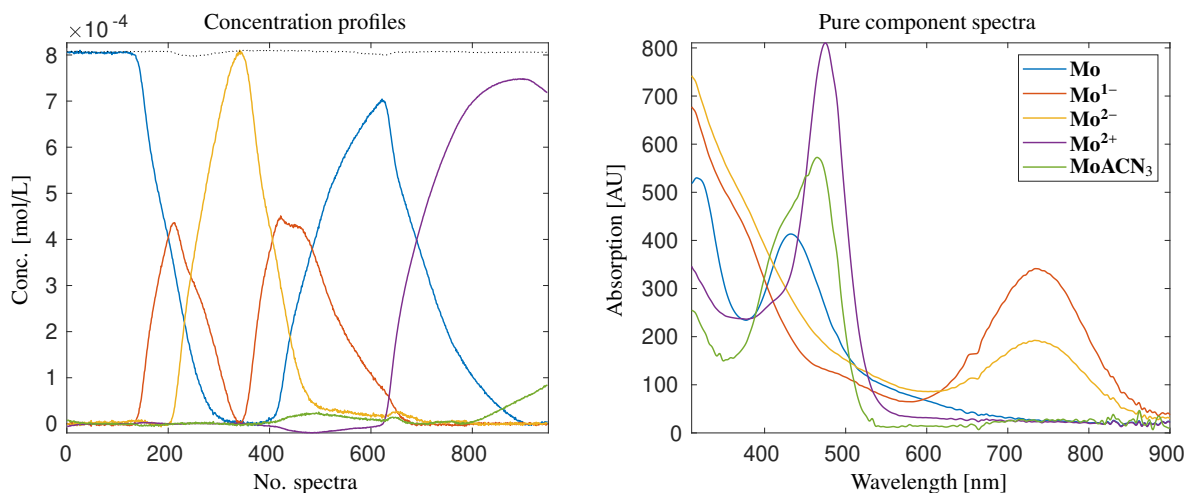 Concentration profiles
×10⁻⁴
8
7
6
5
4
3
2
1
0
0 200 400 600 800
Conc. [mol/L]
No. spectra
Pure component spectra
800
700
600
500
400
300
200
100
0
400 500 600 700 800 900
Absorption [AU]
Wavelength [nm]
Mo
Mo¹⁻
Mo²⁻
Mo²⁺
MoACN₃